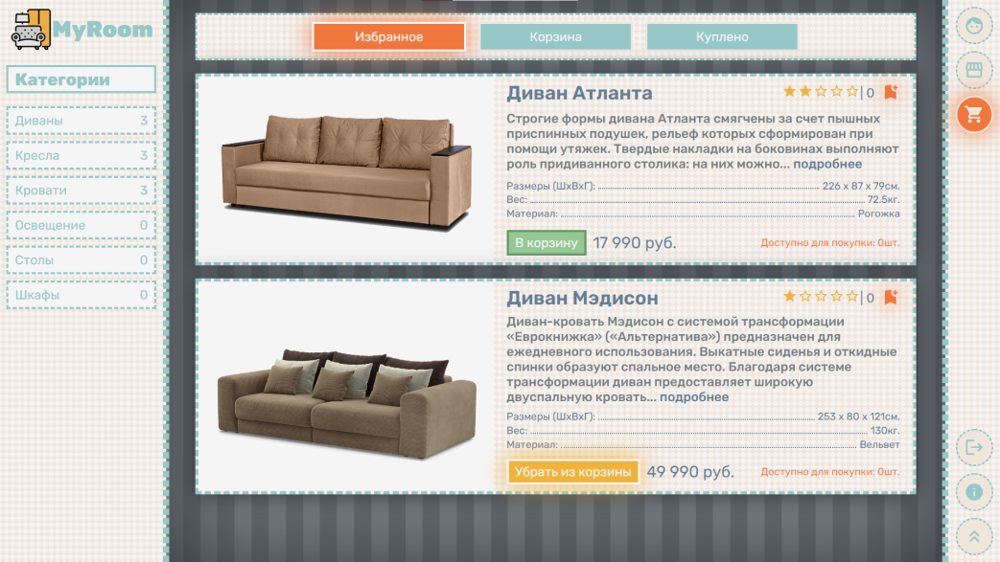 MyRoom
Категории
Диваны 3
Кресла 3
Кровати 3
Освещение 0
Столы 0
Шкафы 0
Избранное
Корзина
Куплено
Диван Атланта
| 0
Строгие формы дивана Атланта смягчены за счет пышных
приспинных подушек, рельеф которых сформирован при
помощи утяжек. Твердые накладки на боковинах выполняют
роль придиванного столика: на них можно... подробнее
Размеры (ШхВхГ): 226 x 87 x 79см.
Вес: 72.5кг.
Материал: Рогожка
В корзину
17 990 руб.
Доступно для покупки: 0шт.
Диван Мэдисон
| 0
Диван-кровать Мэдисон с системой трансформации
«Еврокнижка» («Альтернатива») предназначен для
ежедневного использования. Выкатные сиденья и откидные
спинки образуют спальное место. Благодаря системе
трансформации диван предоставляет широкую
двуспальную кровать... подробнее
Размеры (ШхВхГ): 253 x 80 x 121см.
Вес: 130кг.
Материал: Вельвет
Убрать из корзины
49 990 руб.
Доступно для покупки: 0шт.